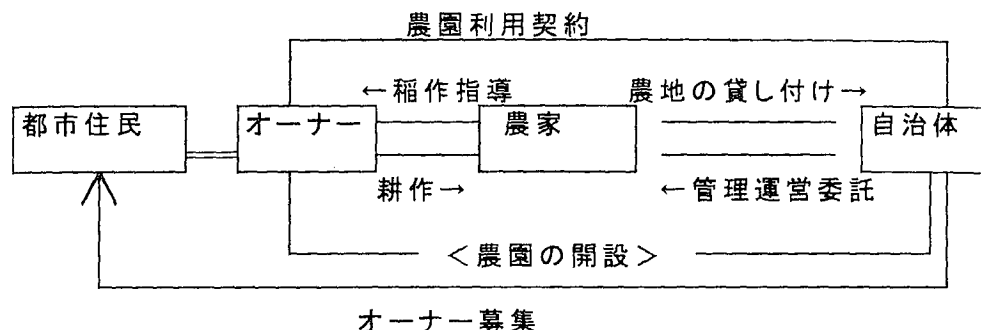 農園利用契約
←稲作指導
農地の貸し付け→
都市住民
オーナー
農家
自治体
耕作→
←管理運営委託
＜農園の開設＞
オーナー募集